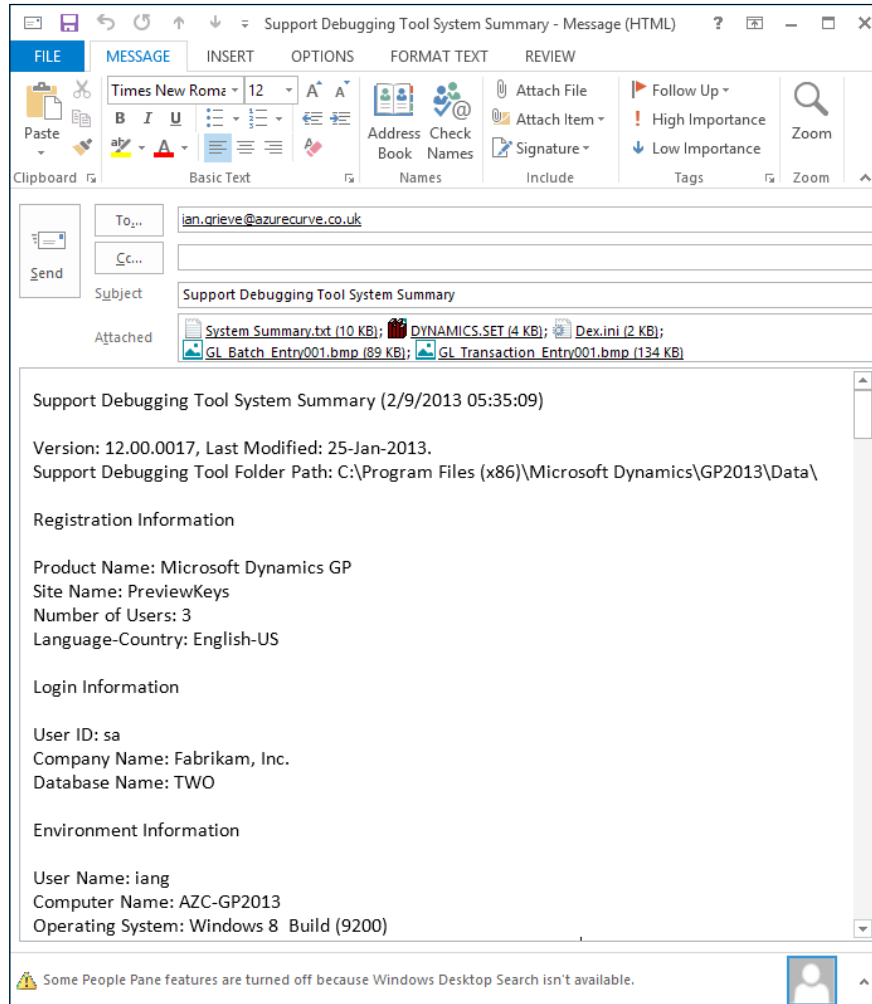 Support Debugging Tool System Summary - Message (HTML) ?
FILE MESSAGE INSERT OPTIONS FORMAT TEXT REVIEW
Times New Roma 12 A A
Attach File
Follow Up
B I U
Attach Item
! High Importance
Paste
Address Check
Zoom
ab A
Book Names
Signature
Low Importance
Clipboard Basic Text Names Include Tags Zoom
To...
ian.grieve@azurecurve.co.uk
Cc...
Send
Subject
Support Debugging Tool System Summary
Attached
System Summary.txt (10 KB); DYNAMICS.SET (4 KB); Dex.ini (2 KB);
GL_Batch_Entry001.bmp (89 KB); GL_Transaction_Entry001.bmp (134 KB)
Support Debugging Tool System Summary (2/9/2013 05:35:09)
Version: 12.00.0017, Last Modified: 25-Jan-2013.
Support Debugging Tool Folder Path: C:\Program Files (x86)\Microsoft Dynamics\GP2013\Data\
Registration Information
Product Name: Microsoft Dynamics GP
Site Name: PreviewKeys
Number of Users: 3
Language-Country: English-US
Login Information
User ID: sa
Company Name: Fabrikam, Inc.
Database Name: TWO
Environment Information
User Name: iang
Computer Name: AZC-GP2013
Operating System: Windows 8 Build (9200)
Some People Pane features are turned off because Windows Desktop Search isn't available.